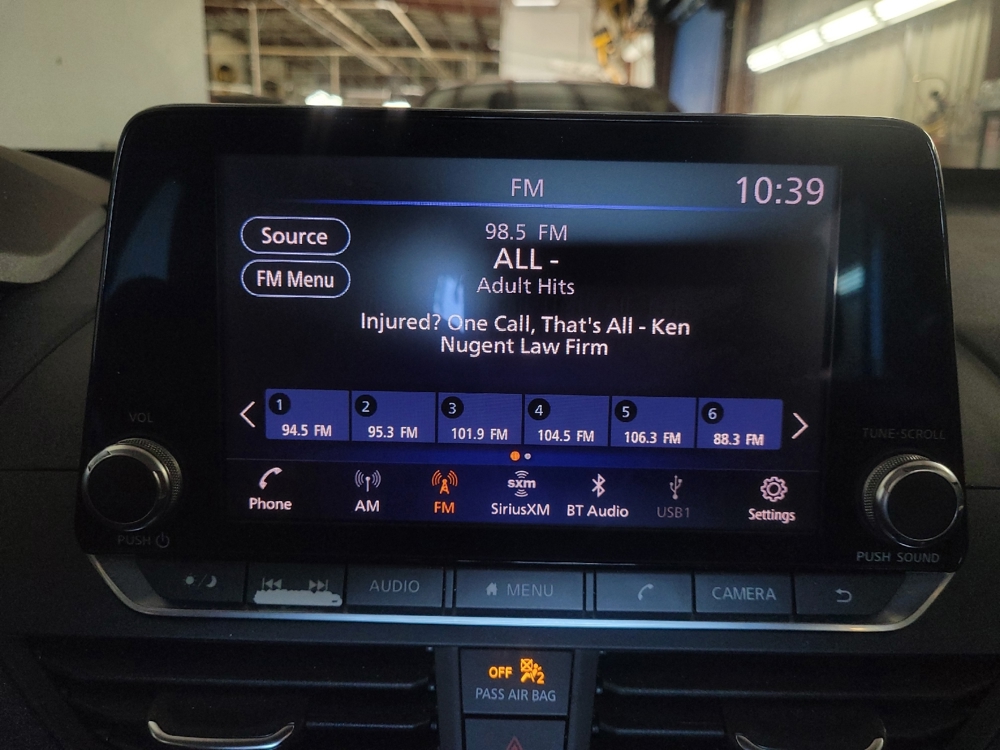 FM
10:39
Source
FM Menu
98.5 FM
ALL -
Adult Hits
Injured? One Call, That's All - Ken
Nugent Law Firm
1
94.5 FM
2
95.3 FM
3
101.9 FM
4
104.5 FM
5
106.3 FM
6
88.3 FM
VOL
TUNE·SCROLL
Phone
AM
FM
sxm
SiriusXM
BT Audio
USB1
Settings
PUSH
PUSH SOUND
AUDIO
MENU
CAMERA
OFF
2
PASS AIR BAG